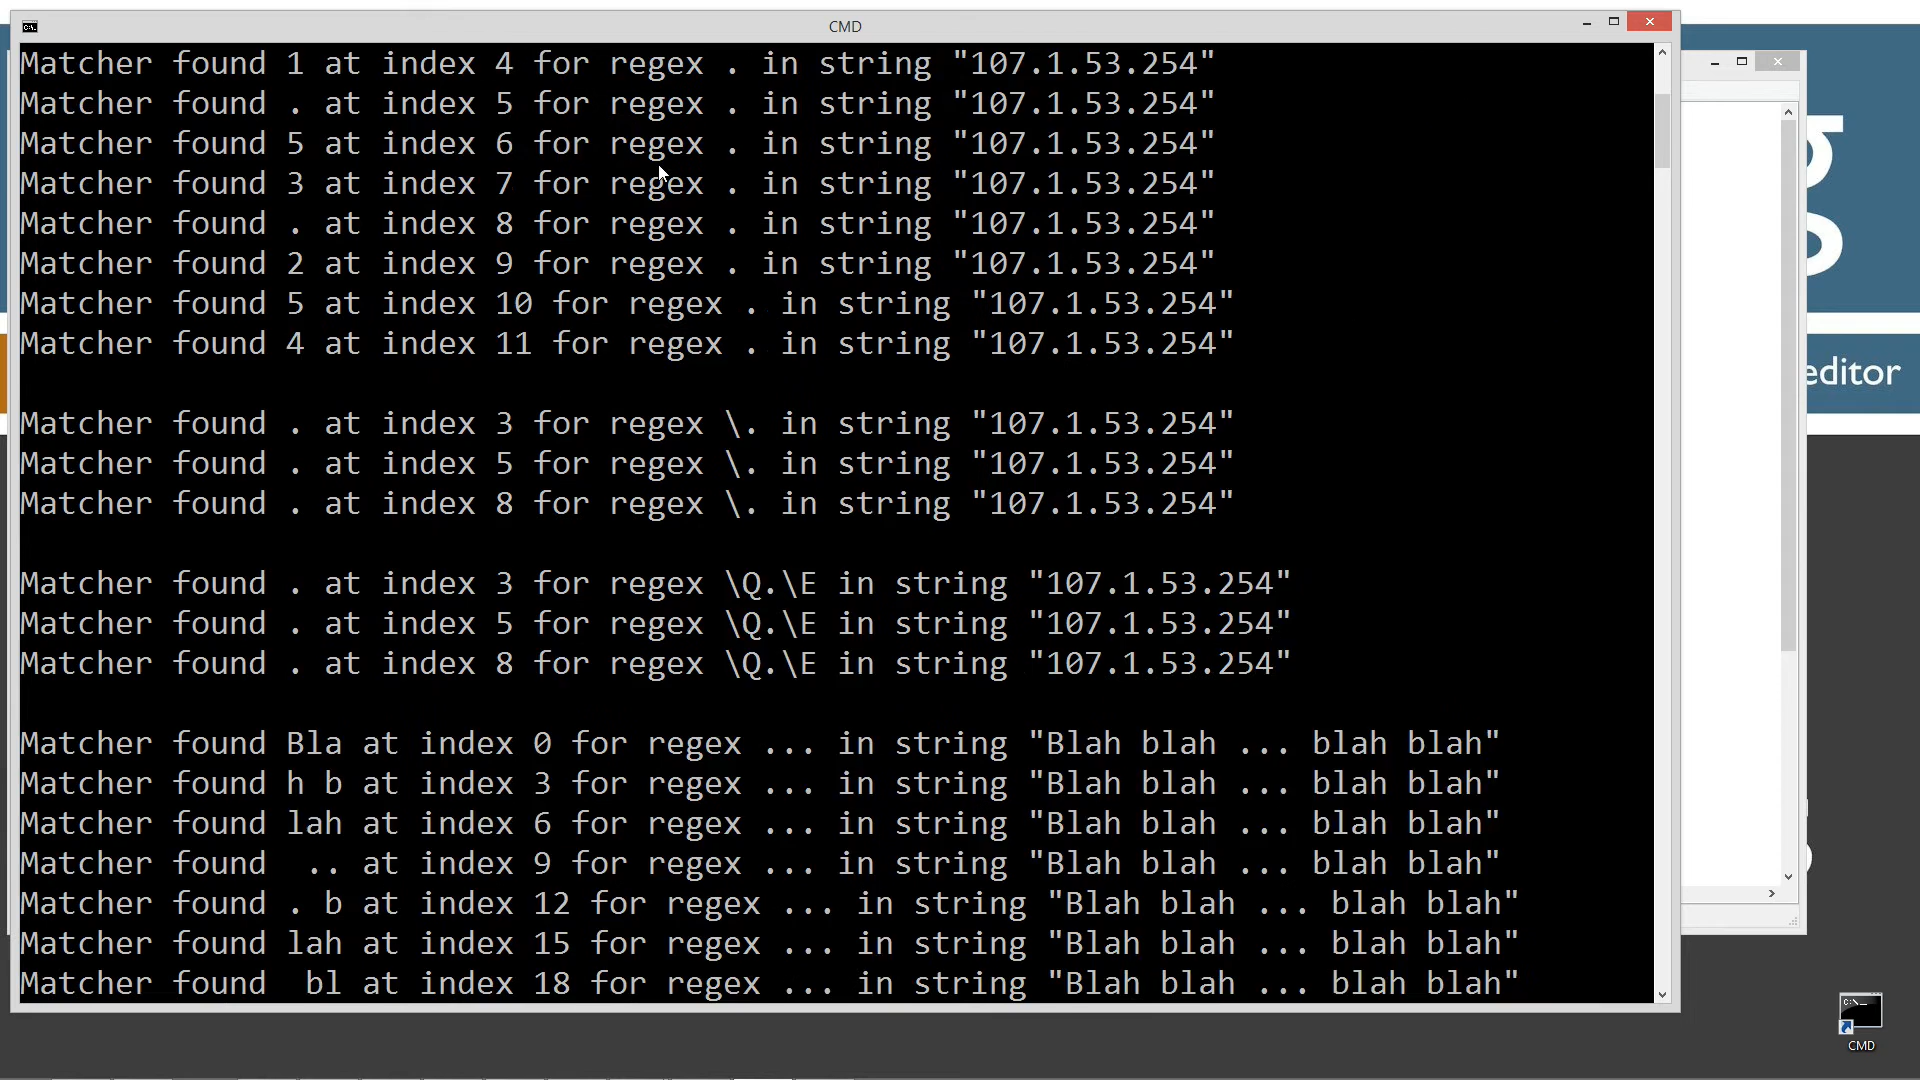 CMD
Matcher found 1 at index 4 for regex . in string "107.1.53.254"
Matcher found . at index 5 for regex . in string "107.1.53.254"
Matcher found 5 at index 6 for regex . in string "107.1.53.254"
Matcher found 3 at index 7 for regex . in string "107.1.53.254"
Matcher found . at index 8 for regex . in string "107.1.53.254"
Matcher found 2 at index 9 for regex . in string "107.1.53.254"
Matcher found 5 at index 10 for regex . in string "107.1.53.254"
Matcher found 4 at index 11 for regex . in string "107.1.53.254"
editor
Matcher found . at index 3 for regex \. in string "107.1.53.254"
Matcher found . at index 5 for regex \. in string "107.1.53.254"
Matcher found . at index 8 for regex \. in string "107.1.53.254"
Matcher found . at index 3 for regex \Q.\E in string "107.1.53.254"
Matcher found . at index 5 for regex \Q.\E in string "107.1.53.254"
Matcher found . at index 8 for regex \Q.\E in string "107.1.53.254"
Matcher found Bla at index 0 for regex ... in string "Blah blah ... blah blah"
Matcher found h b at index 3 for regex ... in string "Blah blah ... blah blah"
Matcher found lah at index 6 for regex ... in string "Blah blah ... blah blah"
Matcher found  .. at index 9 for regex ... in string "Blah blah ... blah blah"
Matcher found . b at index 12 for regex ... in string "Blah blah ... blah blah"
Matcher found lah at index 15 for regex ... in string "Blah blah ... blah blah"
Matcher found  bl at index 18 for regex ... in string "Blah blah ... blah blah"
CMD